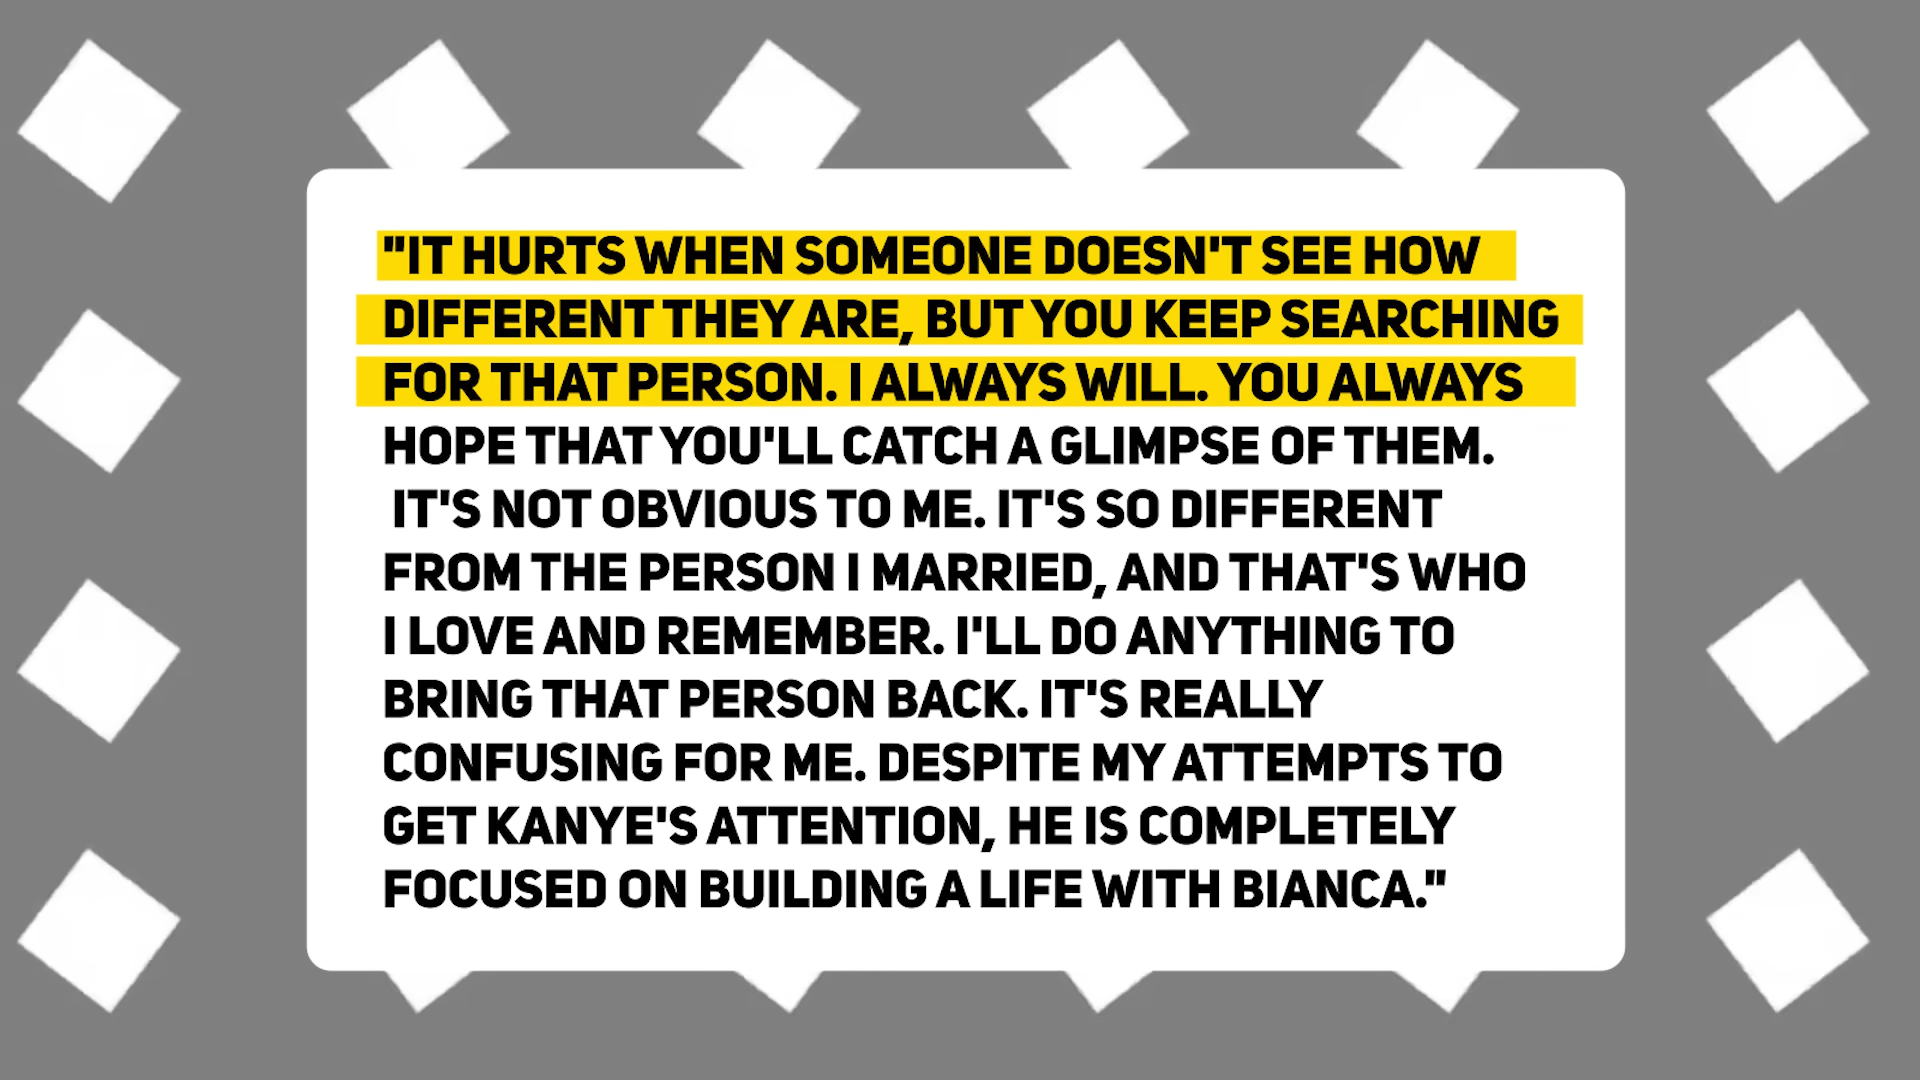 "IT HURTS WHEN SOMEONE DOESN'T SEE HOW
DIFFERENT THEY ARE, BUT YOU KEEP SEARCHING
FOR THAT PERSON. I ALWAYS WILL. YOU ALWAYS
HOPE THAT YOU'LL CATCH A GLIMPSE OF THEM.
IT'S NOT OBVIOUS TO ME. IT'S SO DIFFERENT
FROM THE PERSON I MARRIED, AND THAT'S WHO
I LOVE AND REMEMBER. I'LL DO ANYTHING TO
BRING THAT PERSON BACK. IT'S REALLY
CONFUSING FOR ME. DESPITE MY ATTEMPTS TO
GET KANYE'S ATTENTION, HE IS COMPLETELY
FOCUSED ON BUILDING A LIFE WITH BIANCA."